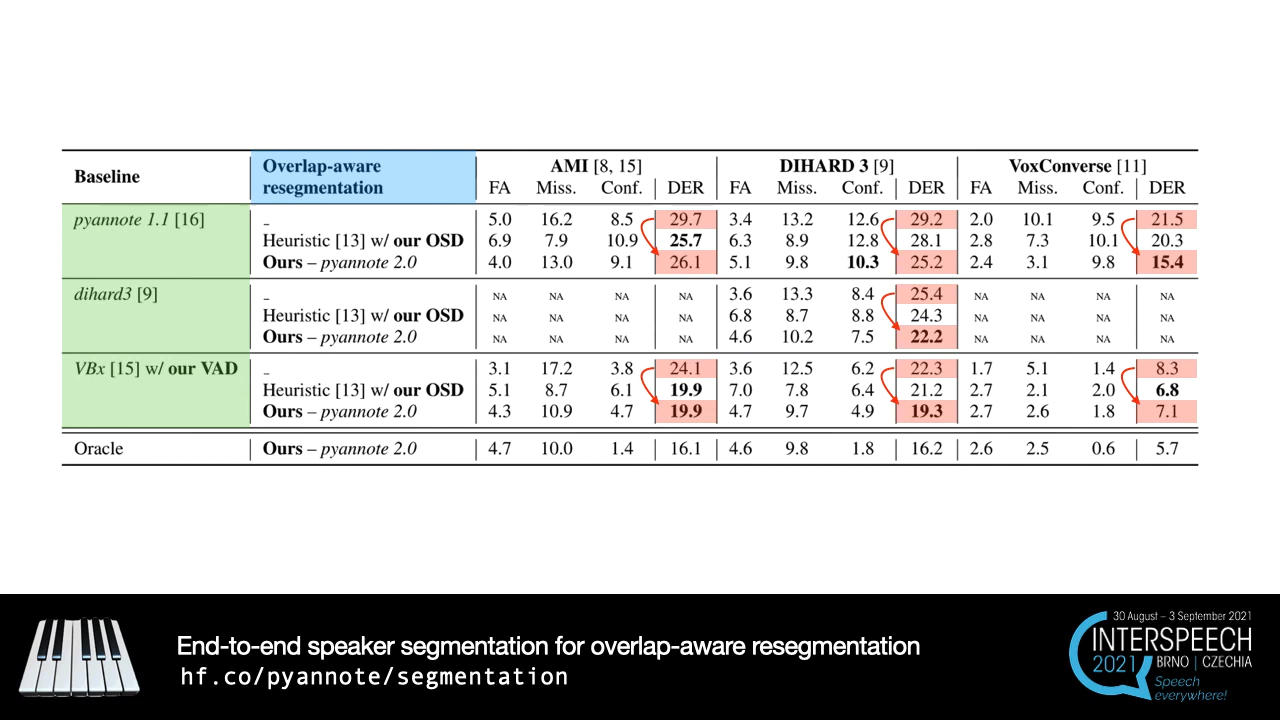 Baseline Overlap-aware resegmentation AMI [8, 15] DIHARD 3 [9] VoxConverse [11]
FA Miss. Conf. DER FA Miss. Conf. DER FA Miss. Conf. DER
pyannote 1.1 [16] – 5.0 16.2 8.5 29.7 3.4 13.2 12.6 29.2 2.0 10.1 9.5 21.5
Heuristic [13] w/ our OSD 6.9 7.9 10.9 25.7 6.3 8.9 12.8 28.1 2.8 7.3 10.1 20.3
Ours – pyannote 2.0 4.0 13.0 9.1 26.1 5.1 9.8 10.3 25.2 2.4 3.1 9.8 15.4
dihard3 [9] – NA NA NA NA 3.6 13.3 8.4 25.4 NA NA NA NA
Heuristic [13] w/ our OSD NA NA NA NA 6.8 8.7 8.8 24.3 NA NA NA NA
Ours – pyannote 2.0 NA NA NA NA 4.6 10.2 7.5 22.2 NA NA NA NA
VBx [15] w/ our VAD – 3.1 17.2 3.8 24.1 3.6 12.5 6.2 22.3 1.7 5.1 1.4 8.3
Heuristic [13] w/ our OSD 5.1 8.7 6.1 19.9 7.0 7.8 6.4 21.2 2.7 2.1 2.0 6.8
Ours – pyannote 2.0 4.3 10.9 4.7 19.9 4.7 9.7 4.9 19.3 2.7 2.6 1.8 7.1
Oracle Ours – pyannote 2.0 4.7 10.0 1.4 16.1 4.6 9.8 1.8 16.2 2.6 2.5 0.6 5.7
End-to-end speaker segmentation for overlap-aware resegmentation
hf.co/pyannote/segmentation
30 August – 3 September 2021
INTERSPEECH
2021 BRNO | CZECHIA
Speech
everywhere!